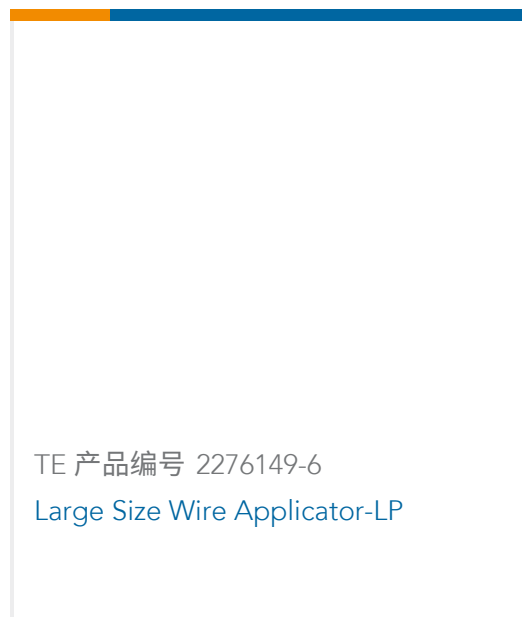 TE 产品编号 2276149-6
Large Size Wire Applicator-LP